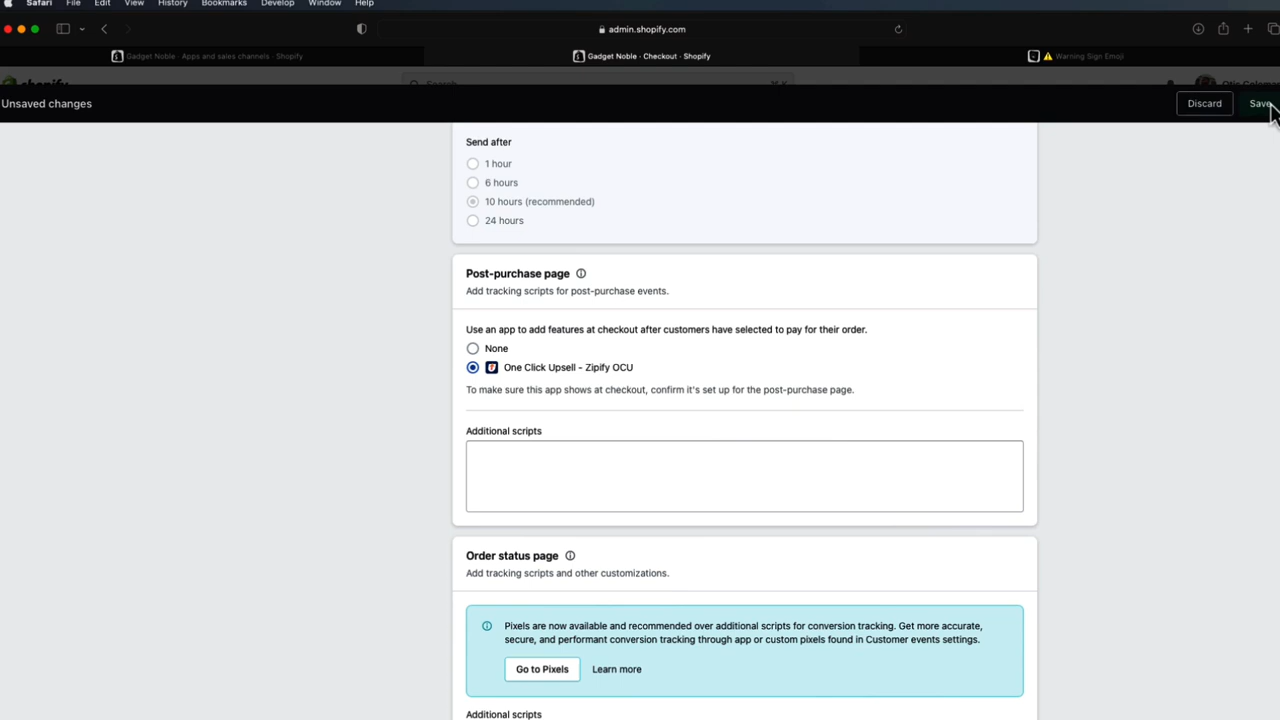 Safari File Edit View History Bookmarks Develop Window Help
admin.shopify.com
Gadget Noble · Apps and sales channels · Shopify
Gadget Noble · Checkout · Shopify
⚠️ Warning Sign Emoji
shopify
Search
Unsaved changes
Discard
Save
Send after
1 hour
6 hours
10 hours (recommended)
24 hours
Post-purchase page
Add tracking scripts for post-purchase events.
Use an app to add features at checkout after customers have selected to pay for their order.
None
One Click Upsell - Zipify OCU
To make sure this app shows at checkout, confirm it's set up for the post-purchase page.
Additional scripts
Order status page
Add tracking scripts and other customizations.
Pixels are now available and recommended over additional scripts for conversion tracking. Get more accurate,
secure, and performant conversion tracking through app or custom pixels found in Customer events settings.
Go to Pixels
Learn more
Additional scripts